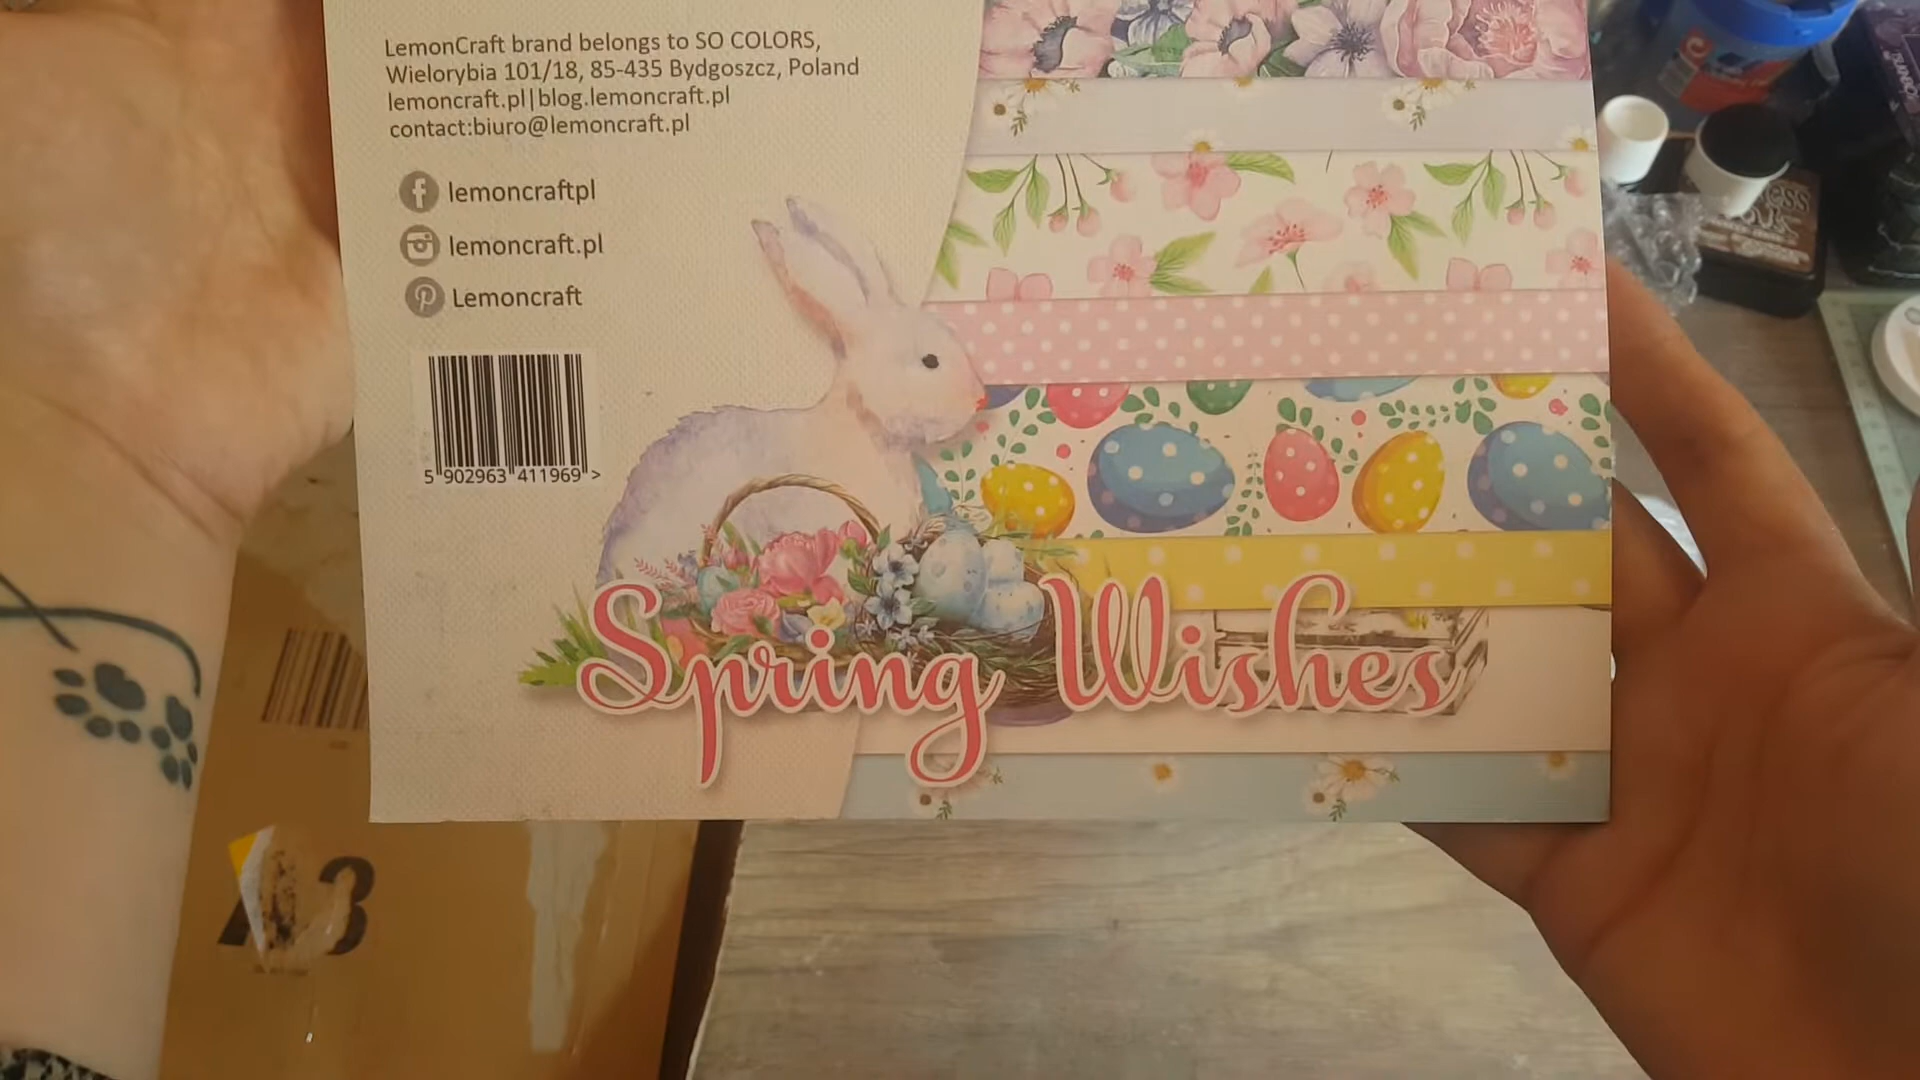 LemonCraft brand belongs to SO COLORS,
Wielorybia 101/18, 85-435 Bydgoszcz, Poland
lemoncraft.pl|blog.lemoncraft.pl
contact:biuro@lemoncraft.pl
lemoncraftpl
lemoncraft.pl
Lemoncraft
5 902963 411969 >
Spring Wishes